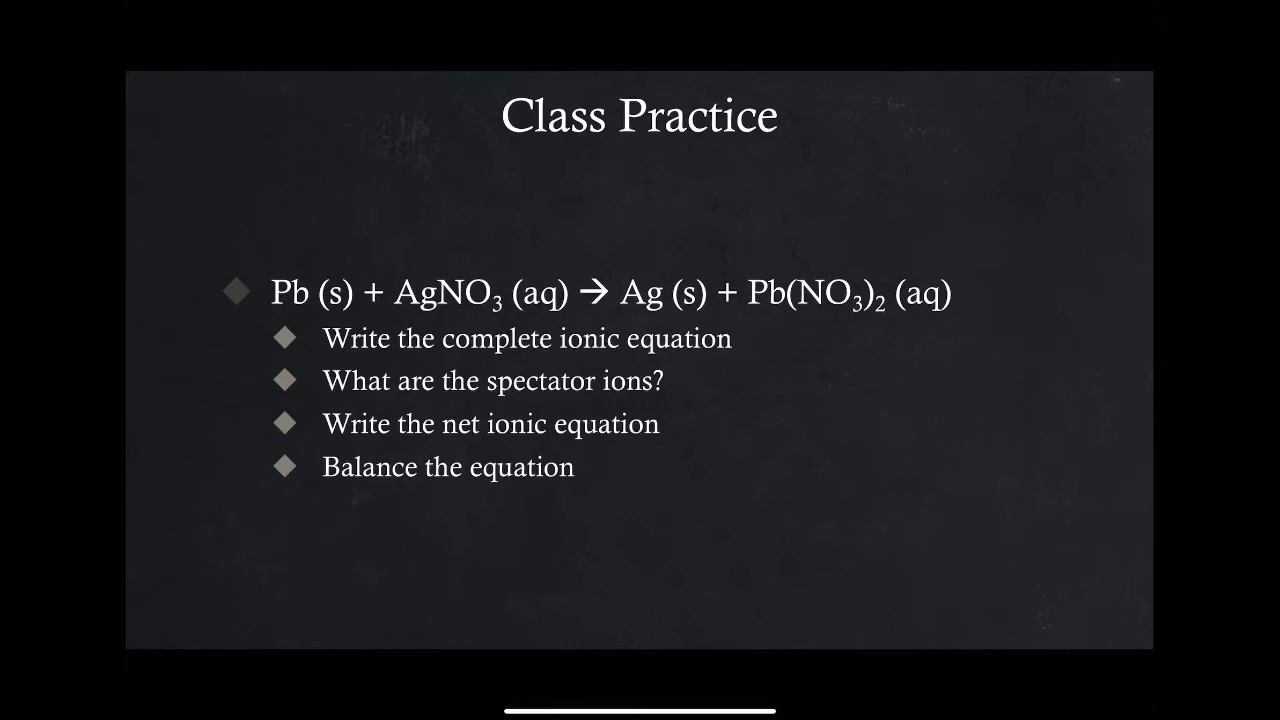 Class Practice
Pb (s) + AgNO₃ (aq) → Ag (s) + Pb(NO₃)₂ (aq)
Write the complete ionic equation
What are the spectator ions?
Write the net ionic equation
Balance the equation